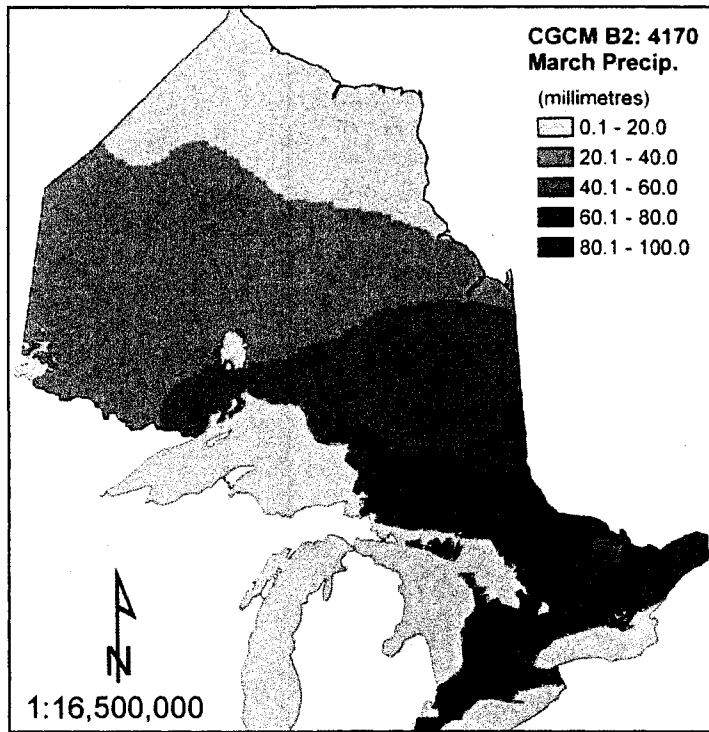 CGCM B2: 4170
March Precip.
(millimetres)
0.1 - 20.0
20.1 - 40.0
40.1 - 60.0
60.1 - 80.0
80.1 - 100.0
N
1:16,500,000